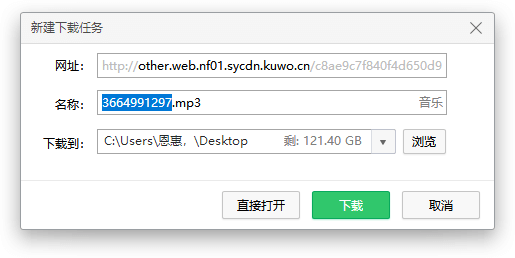 新建下载任务
网址： http://other.web.nf01.sycdn.kuwo.cn/c8ae9c7f840f4d650d9
名称： 3664991297.mp3 音乐
下载到： C:\Users\恩惠，\Desktop 剩: 121.40 GB 浏览
直接打开 下载 取消